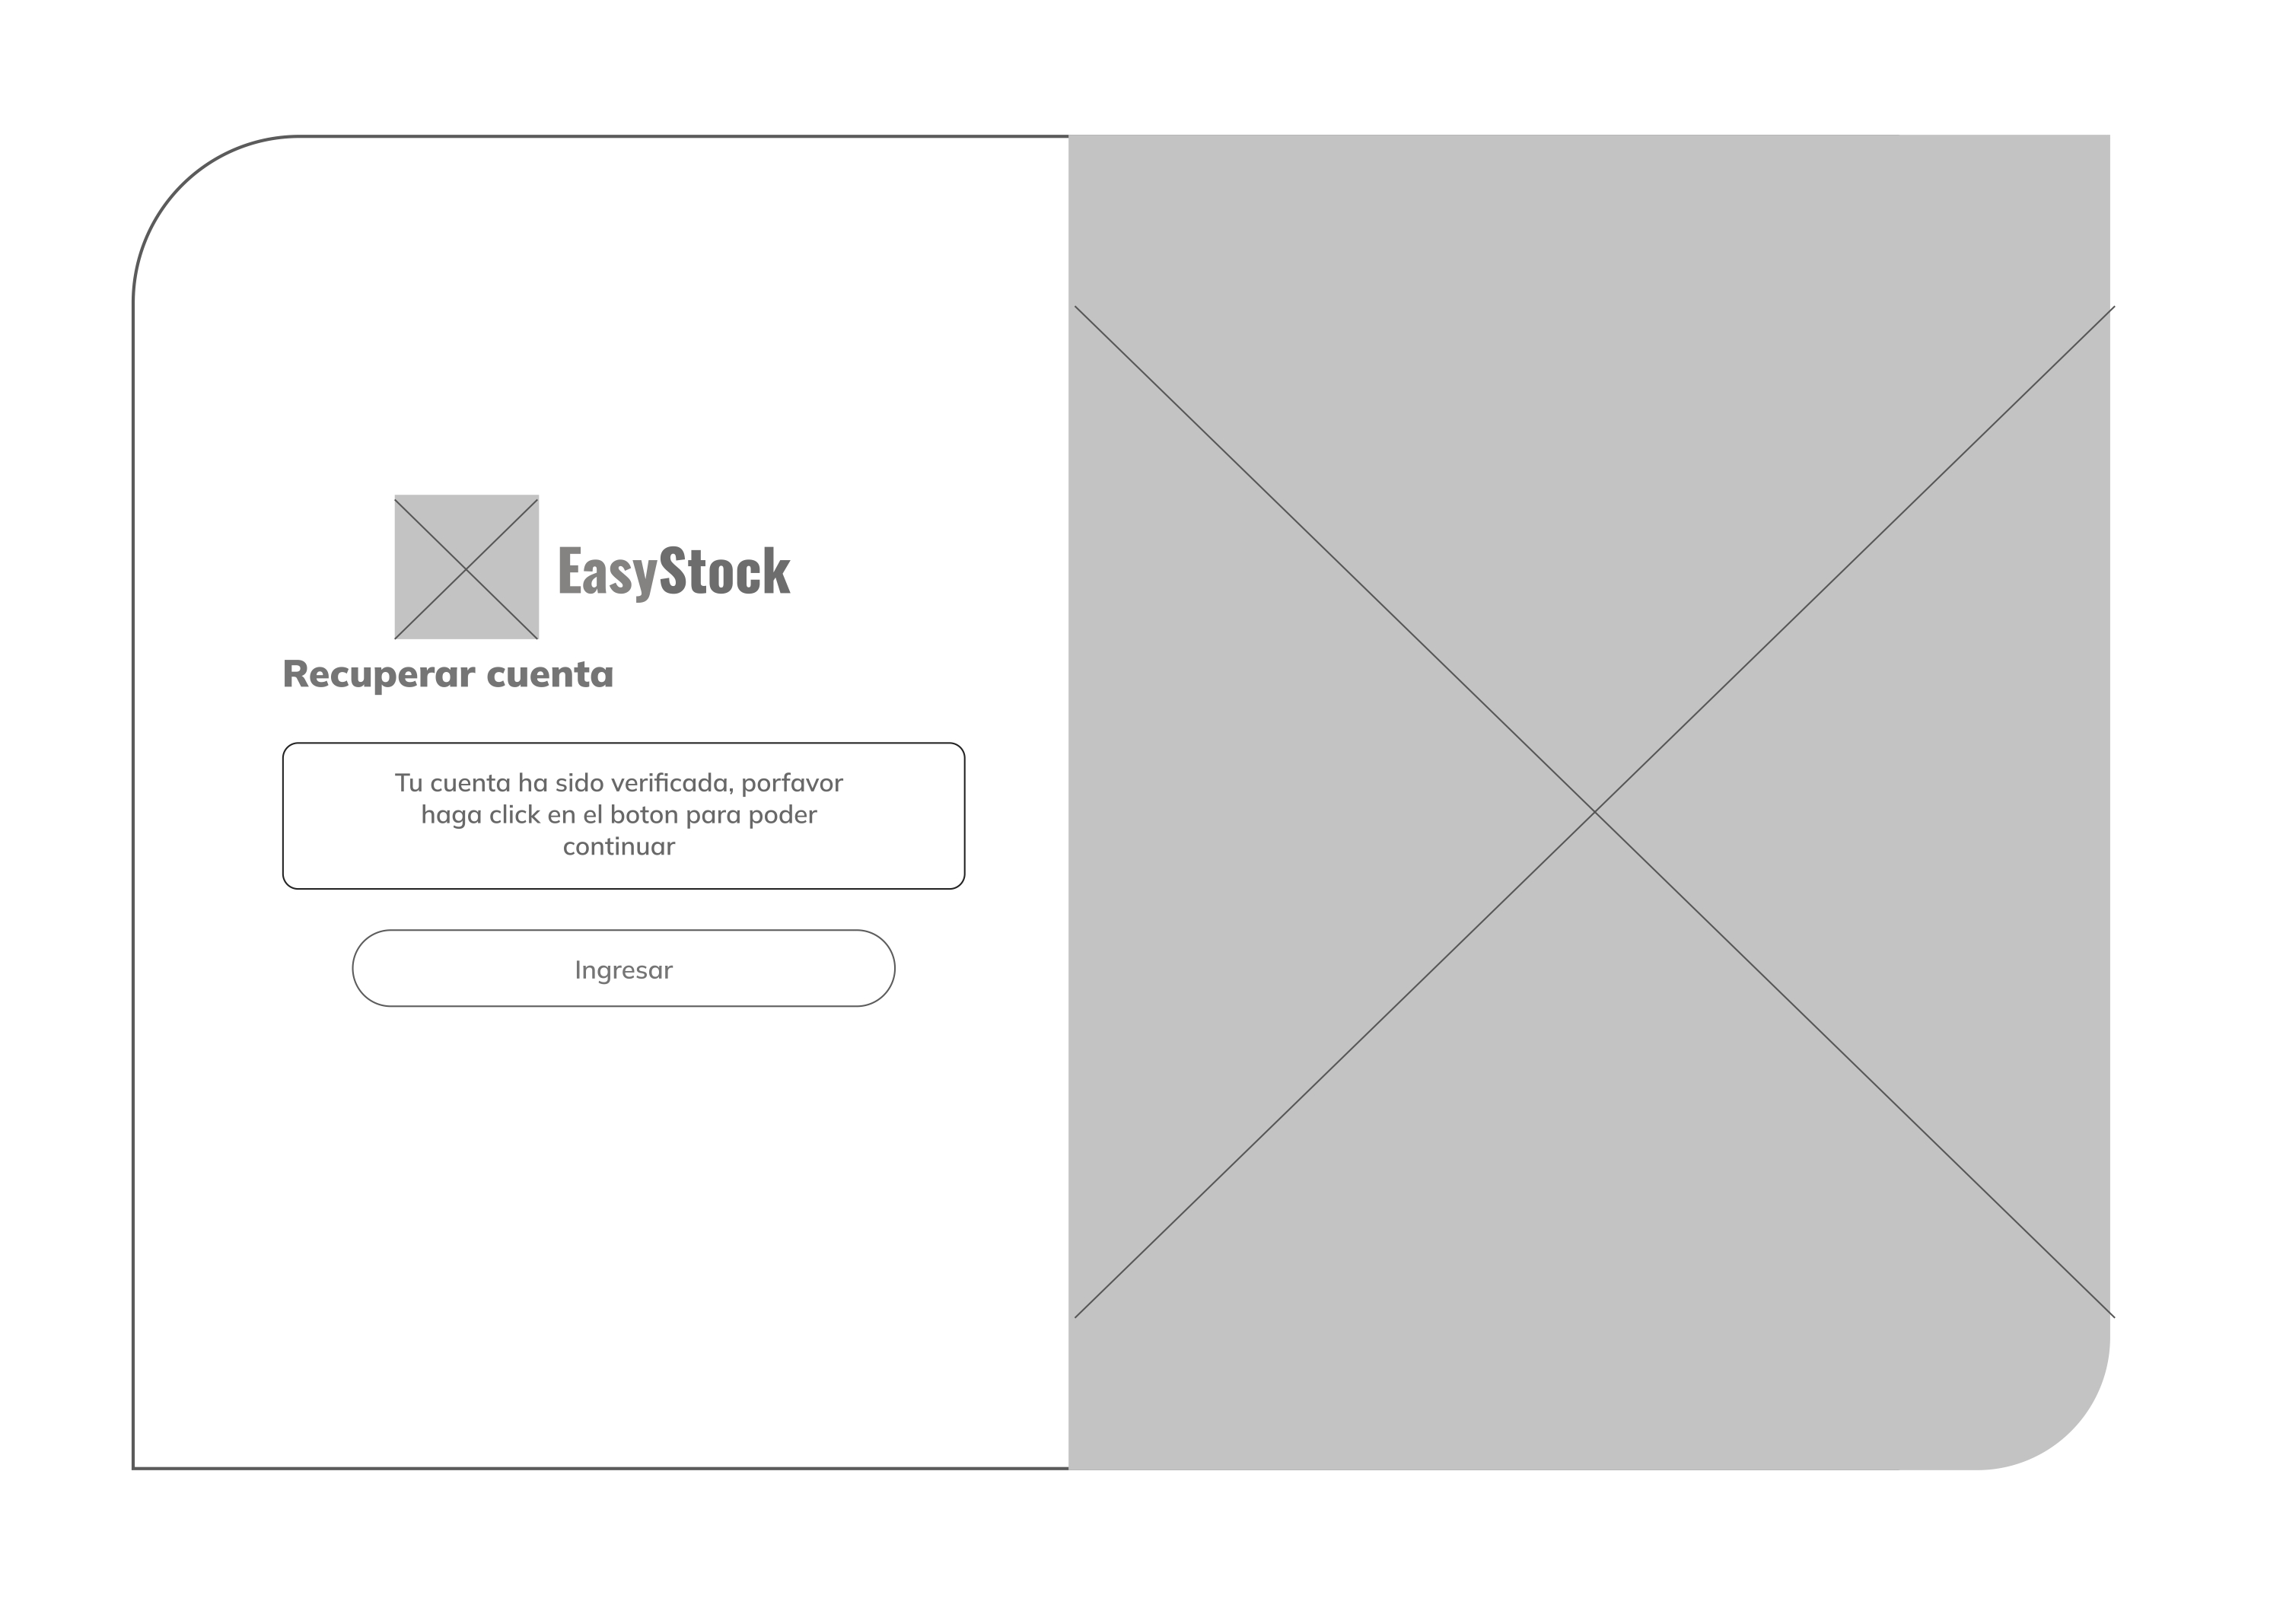 EasyStock
Recuperar cuenta
Tu cuenta ha sido verificada, porfavor
haga click en el boton para poder
continuar
Ingresar